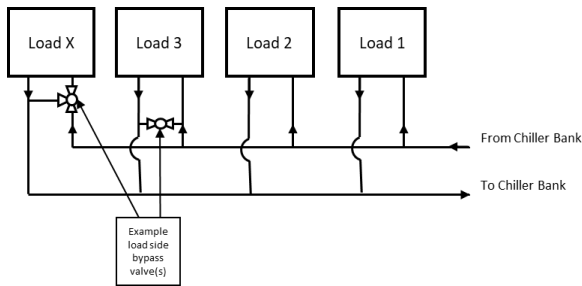 Load X
Load 3
Load 2
Load 1
From Chiller Bank
To Chiller Bank
Example
load side
bypass
valve(s)